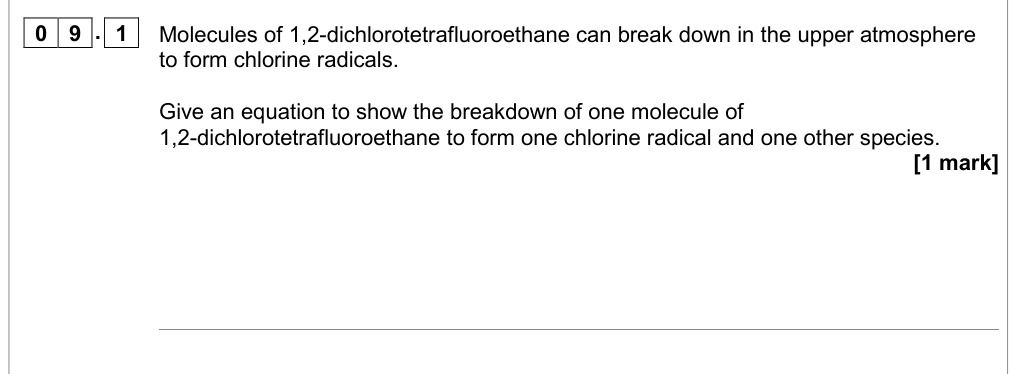 09.1 Molecules of 1,2-dichlorotetrafluoroethane can break down in the upper atmosphere
to form chlorine radicals.
Give an equation to show the breakdown of one molecule of
1,2-dichlorotetrafluoroethane to form one chlorine radical and one other species.
[1 mark]